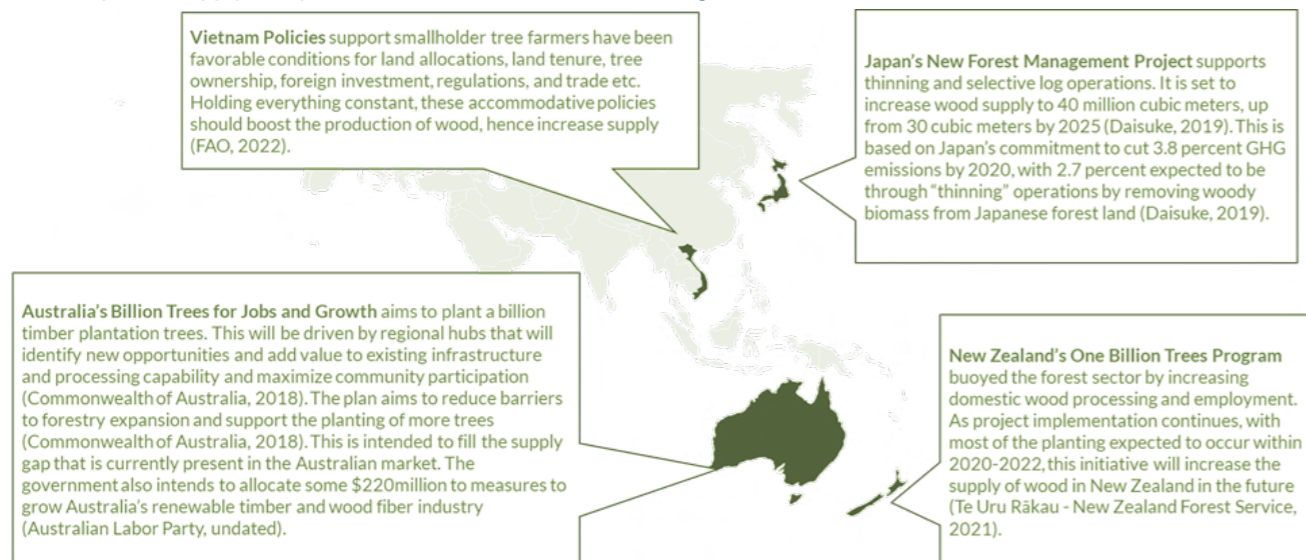 Vietnam Policies support smallholder tree farmers have been
favorable conditions for land allocations, land tenure, tree
ownership, foreign investment, regulations, and trade etc.
Holding everything constant, these accommodative policies
should boost the production of wood, hence increase supply
(FAO, 2022).
Japan's New Forest Management Project supports
thinning and selective log operations. It is set to
increase wood supply to 40 million cubic meters, up
from 30 cubic meters by 2025 (Daisuke, 2019). This is
based on Japan's commitment to cut 3.8 percent GHG
emissions by 2020, with 2.7 percent expected to be
through "thinning" operations by removing woody
biomass from Japanese forest land (Daisuke, 2019).
Australia's Billion Trees for Jobs and Growth aims to plant a billion
timber plantation trees. This will be driven by regional hubs that will
identify new opportunities and add value to existing infrastructure
and processing capability and maximize community participation
(Commonwealth of Australia, 2018). The plan aims to reduce barriers
to forestry expansion and support the planting of more trees
(Commonwealth of Australia, 2018). This is intended to fill the supply
gap that is currently present in the Australian market. The
government also intends to allocate some $220million to measures to
grow Australia's renewable timber and wood fiber industry
(Australian Labor Party, undated).
New Zealand's One Billion Trees Program
buoyed the forest sector by increasing
domestic wood processing and employment.
As project implementation continues, with
most of the planting expected to occur within
2020-2022, this initiative will increase the
supply of wood in New Zealand in the future
(Te Uru Rākau - New Zealand Forest Service,
2021).